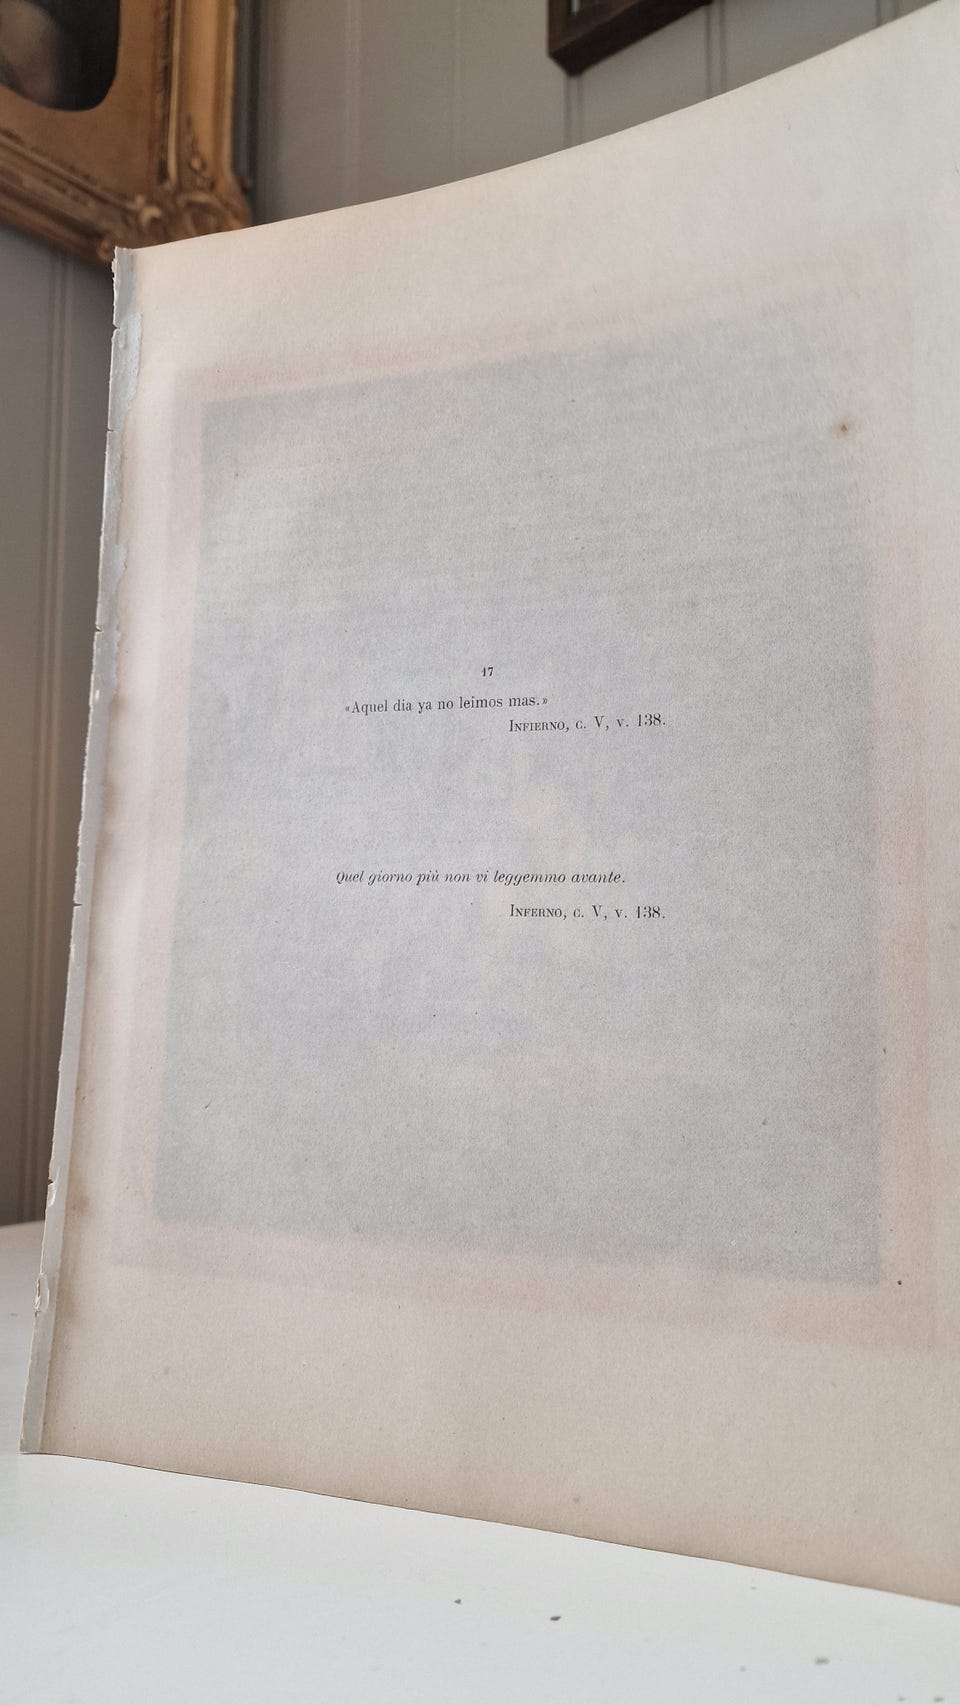 17
«Aquel dia ya no leimos mas.»
INFIERNO, c. V, v. 138.
Quel giorno più non vi leggemmo avante.
INFERNO, c. V, v. 138.